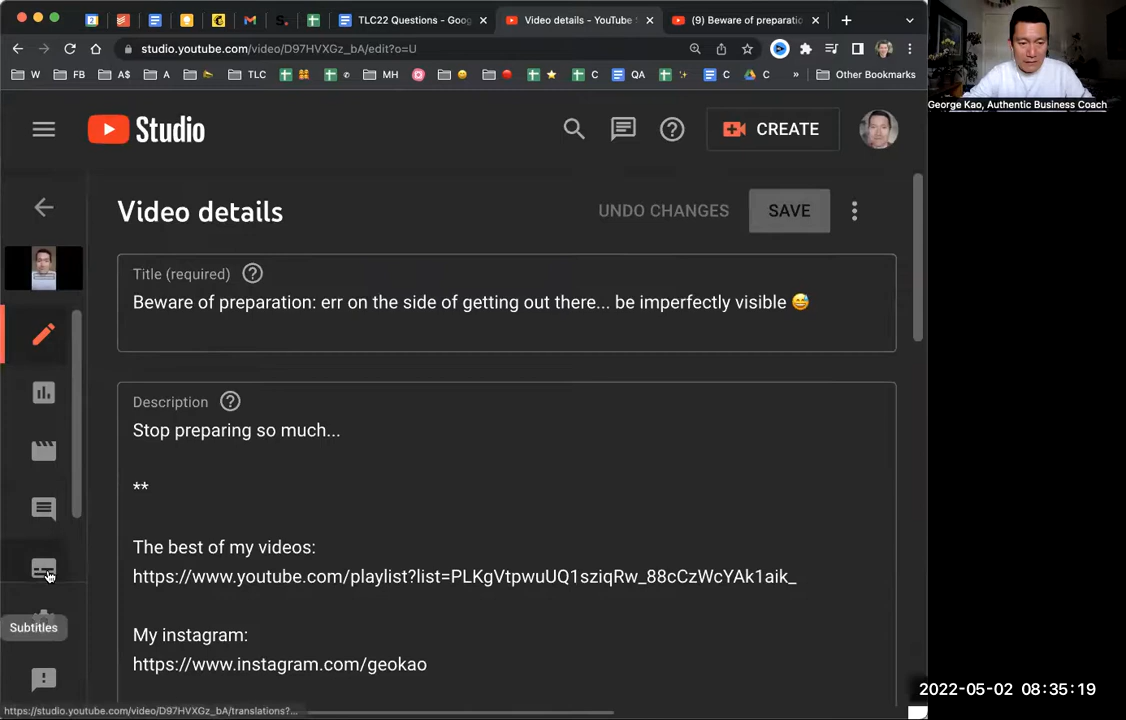 TLC22 Questions - Goog
Video details - YouTube S
(9) Beware of preparatio
studio.youtube.com/video/D97HVXGz_bA/edit?o=U
W
FB
A$
A
TLC
MH
QA
C
C
C
»
Other Bookmarks
George Kao, Authentic Business Coach
Studio
CREATE
Video details
UNDO CHANGES
SAVE
Title (required)
Beware of preparation: err on the side of getting out there... be imperfectly visible 😅
Description
Stop preparing so much...
**
The best of my videos:
https://www.youtube.com/playlist?list=PLKgVtpwuUQ1sziqRw_88cCzWcYAk1aik_
My instagram:
https://www.instagram.com/geokao
Subtitles
https://studio.youtube.com/video/D97HVXGz_bA/translations?...
2022-05-02 08:35:19